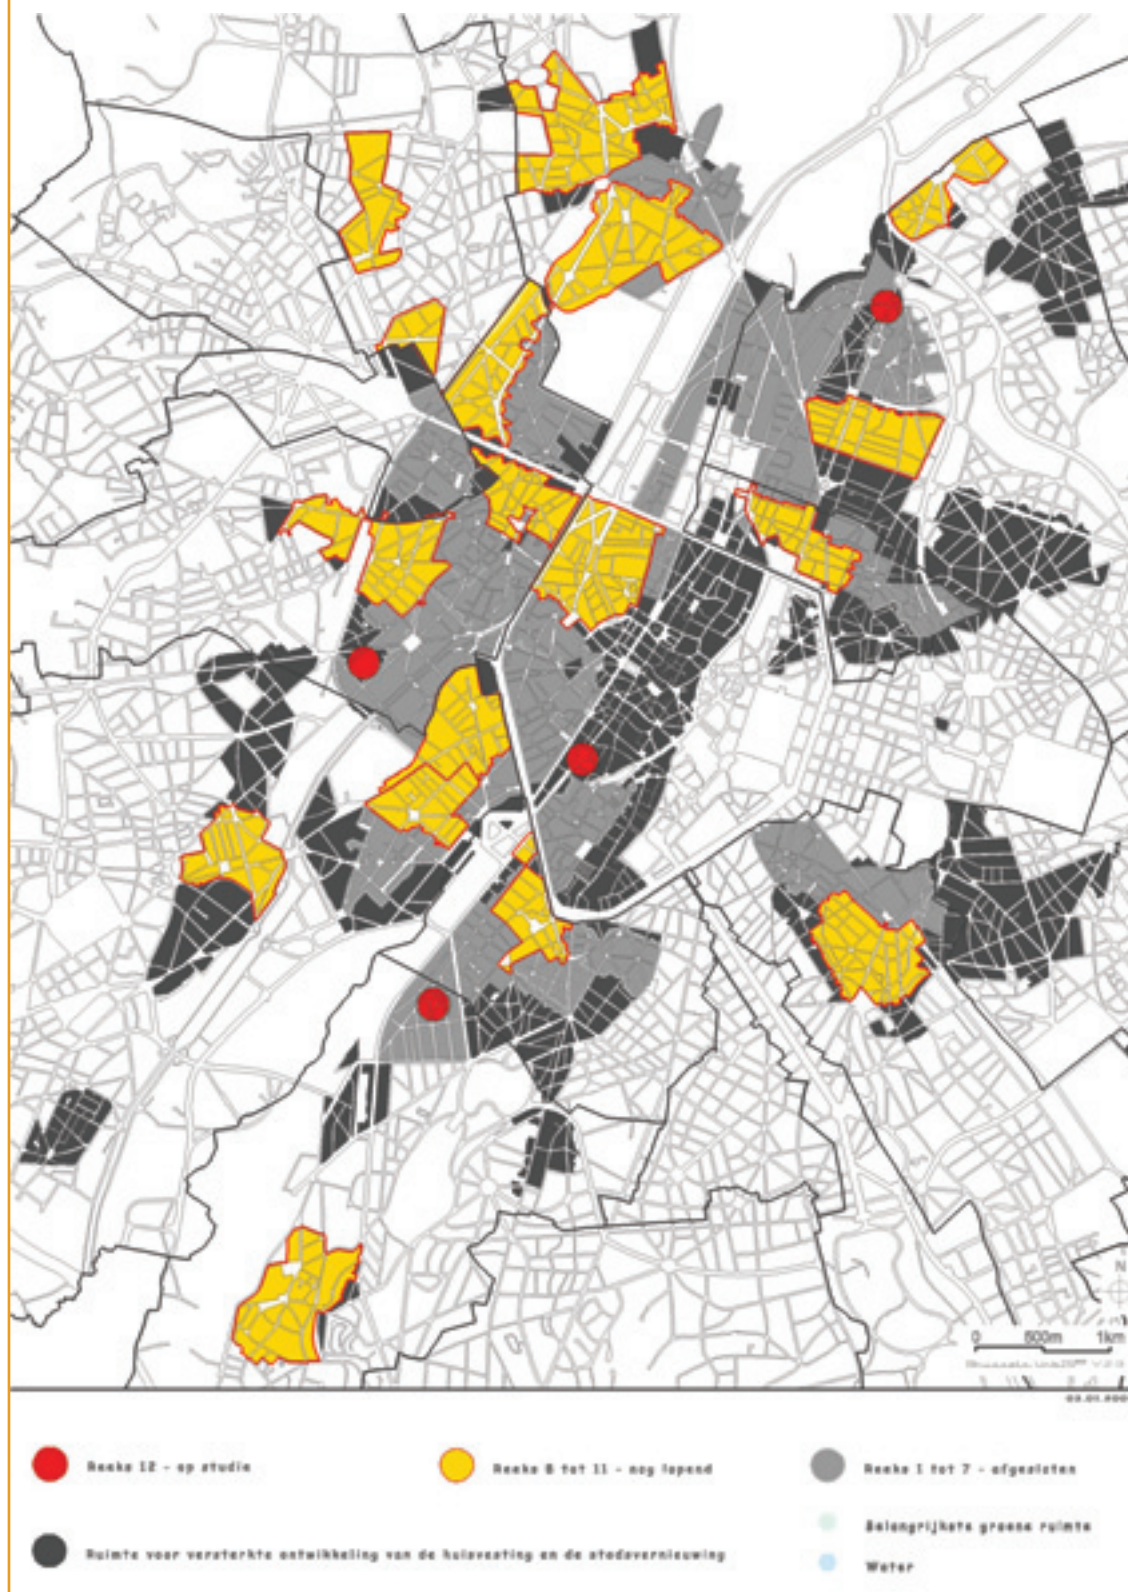 N
0 500m 1km
Reeks 12 - op studie
Reeks 8 tot 11 - nog lopend
Reeks 1 tot 7 - afgesloten
Belangrijkste groene ruimte
Ruimte voor versterkte ontwikkeling van de huisvesting en de stadsvernieuwing
Water